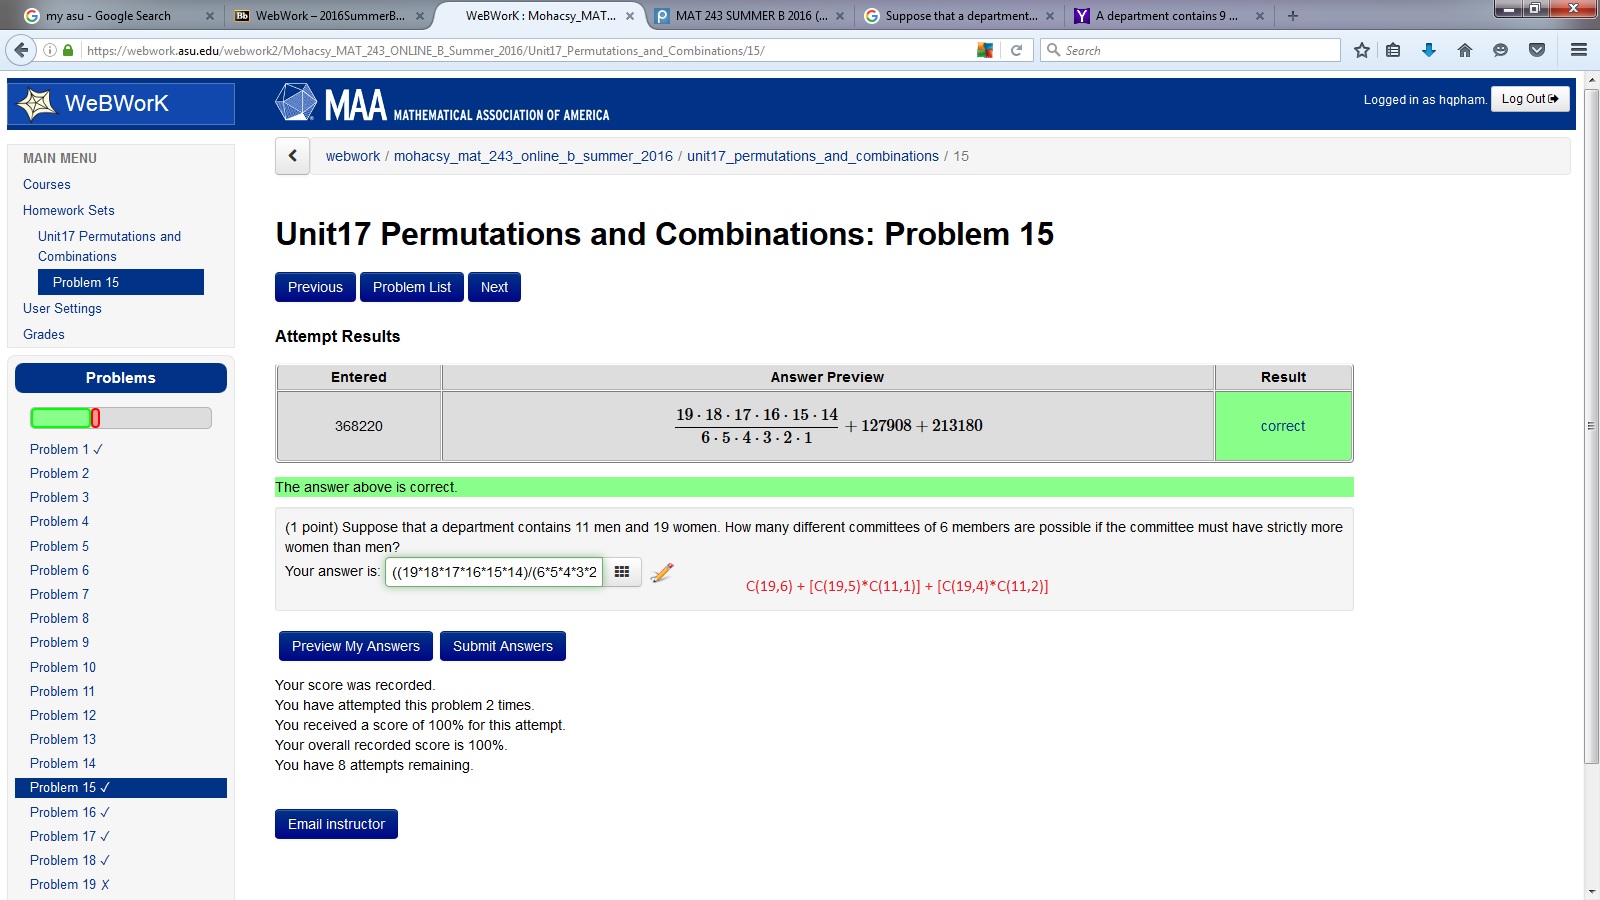 my asu - Google Search
WebWork – 2016SummerB...
WeBWorK : Mohacsy_MAT...
MAT 243 SUMMER B 2016 (...
Suppose that a department...
A department contains 9 ...
https://webwork.asu.edu/webwork2/Mohacsy_MAT_243_ONLINE_B_Summer_2016/Unit17_Permutations_and_Combinations/15/
Search
WeBWorK
MAA MATHEMATICAL ASSOCIATION OF AMERICA
Logged in as hqpham.
Log Out
MAIN MENU
Courses
Homework Sets
Unit17 Permutations and
Combinations
Problem 15
User Settings
Grades
Problems
Problem 1 ✓
Problem 2
Problem 3
Problem 4
Problem 5
Problem 6
Problem 7
Problem 8
Problem 9
Problem 10
Problem 11
Problem 12
Problem 13
Problem 14
Problem 15 ✓
Problem 16 ✓
Problem 17 ✓
Problem 18 ✓
Problem 19 ✗
webwork / mohacsy_mat_243_online_b_summer_2016 / unit17_permutations_and_combinations / 15
Unit17 Permutations and Combinations: Problem 15
Previous
Problem List
Next
Attempt Results
Entered Answer Preview Result
368220
19 · 18 · 17 · 16 · 15 · 14
6 · 5 · 4 · 3 · 2 · 1
+ 127908 + 213180
correct
The answer above is correct.
(1 point) Suppose that a department contains 11 men and 19 women. How many different committees of 6 members are possible if the committee must have strictly more
women than men?
Your answer is: ((19*18*17*16*15*14)/(6*5*4*3*2
C(19,6) + [C(19,5)*C(11,1)] + [C(19,4)*C(11,2)]
Preview My Answers
Submit Answers
Your score was recorded.
You have attempted this problem 2 times.
You received a score of 100% for this attempt.
Your overall recorded score is 100%.
You have 8 attempts remaining.
Email instructor